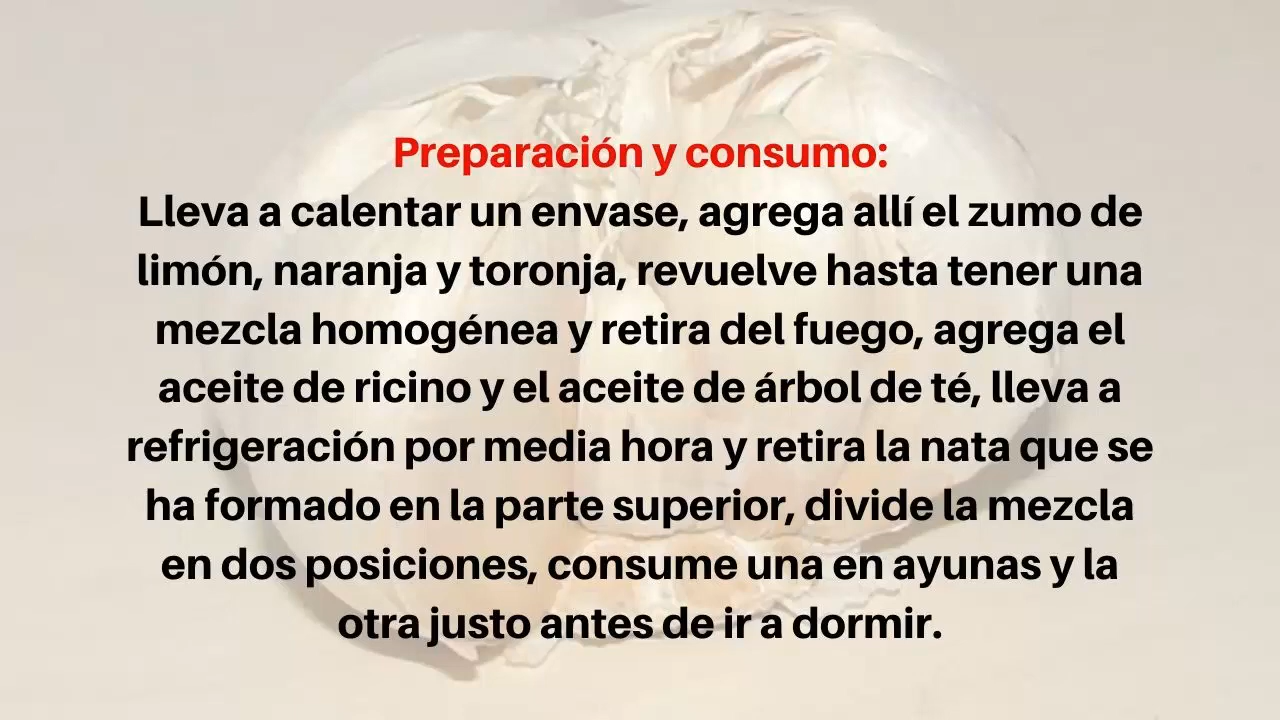 Preparación y consumo:
Lleva a calentar un envase, agrega allí el zumo de
limón, naranja y toronja, revuelve hasta tener una
mezcla homogénea y retira del fuego, agrega el
aceite de ricino y el aceite de árbol de té, lleva a
refrigeración por media hora y retira la nata que se
ha formado en la parte superior, divide la mezcla
en dos posiciones, consume una en ayunas y la
otra justo antes de ir a dormir.